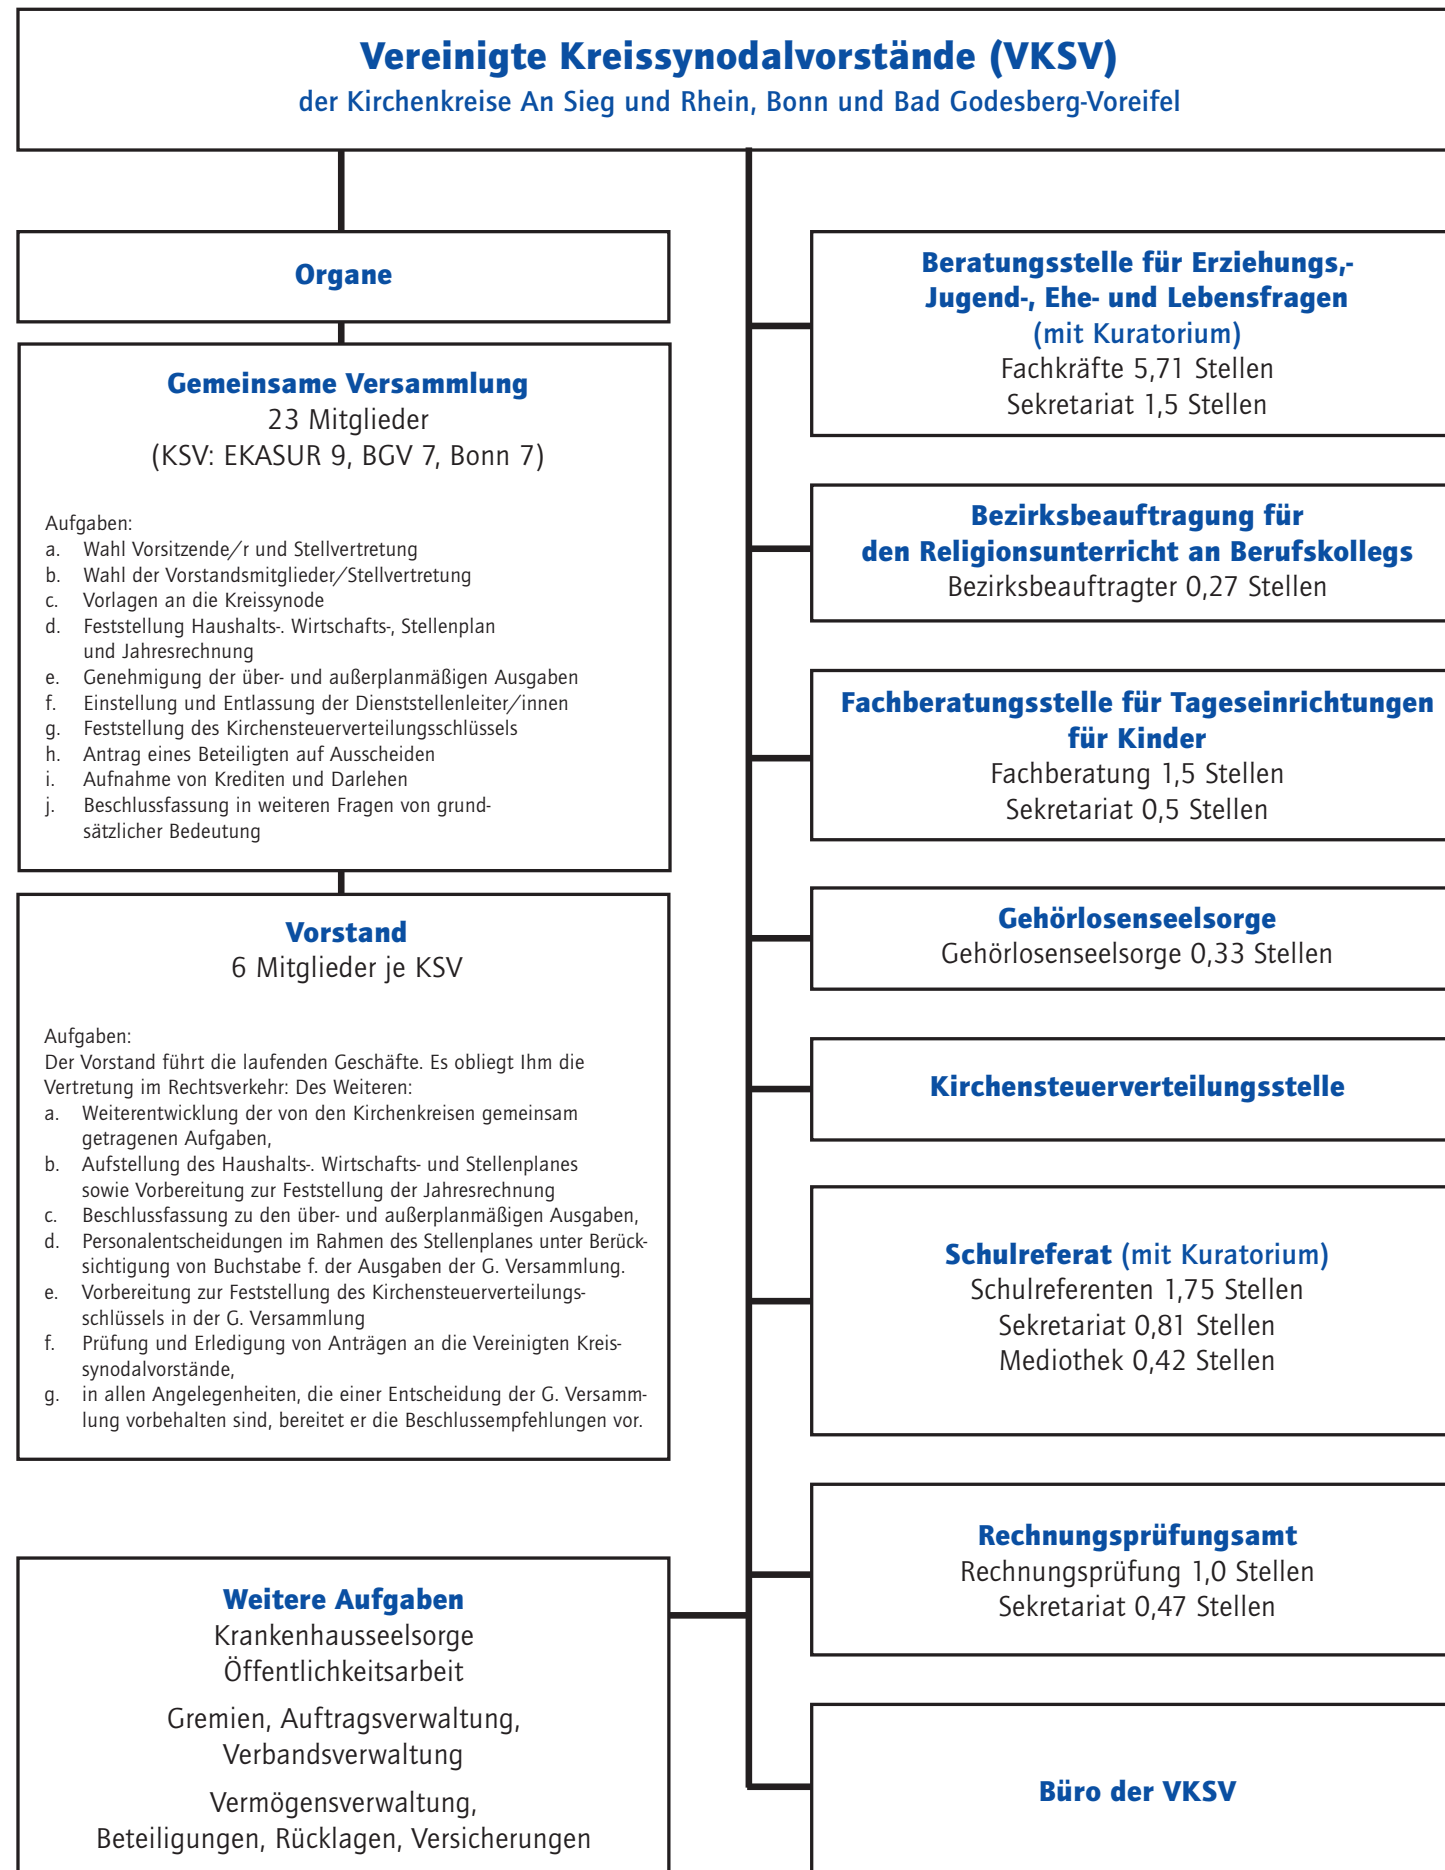 Vereinigte Kreissynodalvorstände (VKSV)
der Kirchenkreise An Sieg und Rhein, Bonn und Bad Godesberg-Voreifel
Organe
Gemeinsame Versammlung
23 Mitglieder
(KSV: EKASUR 9, BGV 7, Bonn 7)
Aufgaben:
a. Wahl Vorsitzende/r und Stellvertretung
b. Wahl der Vorstandsmitglieder/Stellvertretung
c. Vorlagen an die Kreissynode
d. Feststellung Haushalts-. Wirtschafts-, Stellenplan
und Jahresrechnung
e. Genehmigung der über- und außerplanmäßigen Ausgaben
f. Einstellung und Entlassung der Dienststellenleiter/innen
g. Feststellung des Kirchensteuerverteilungsschlüssels
h. Antrag eines Beteiligten auf Ausscheiden
i. Aufnahme von Krediten und Darlehen
j. Beschlussfassung in weiteren Fragen von grund-
sätzlicher Bedeutung
Vorstand
6 Mitglieder je KSV
Aufgaben:
Der Vorstand führt die laufenden Geschäfte. Es obliegt Ihm die
Vertretung im Rechtsverkehr: Des Weiteren:
a. Weiterentwicklung der von den Kirchenkreisen gemeinsam
getragenen Aufgaben,
b. Aufstellung des Haushalts-. Wirtschafts- und Stellenplanes
sowie Vorbereitung zur Feststellung der Jahresrechnung
c. Beschlussfassung zu den über- und außerplanmäßigen Ausgaben,
d. Personalentscheidungen im Rahmen des Stellenplanes unter Berück-
sichtigung von Buchstabe f. der Ausgaben der G. Versammlung.
e. Vorbereitung zur Feststellung des Kirchensteuerverteilungs-
schlüssels in der G. Versammlung
f. Prüfung und Erledigung von Anträgen an die Vereinigten Kreis-
synodalvorstände,
g. in allen Angelegenheiten, die einer Entscheidung der G. Versamm-
lung vorbehalten sind, bereitet er die Beschlussempfehlungen vor.
Weitere Aufgaben
Krankenhausseelsorge
Öffentlichkeitsarbeit
Gremien, Auftragsverwaltung,
Verbandsverwaltung
Vermögensverwaltung,
Beteiligungen, Rücklagen, Versicherungen
Beratungsstelle für Erziehungs,-
Jugend-, Ehe- und Lebensfragen
(mit Kuratorium)
Fachkräfte 5,71 Stellen
Sekretariat 1,5 Stellen
Bezirksbeauftragung für
den Religionsunterricht an Berufskollegs
Bezirksbeauftragter 0,27 Stellen
Fachberatungsstelle für Tageseinrichtungen
für Kinder
Fachberatung 1,5 Stellen
Sekretariat 0,5 Stellen
Gehörlosenseelsorge
Gehörlosenseelsorge 0,33 Stellen
Kirchensteuerverteilungsstelle
Schulreferat (mit Kuratorium)
Schulreferenten 1,75 Stellen
Sekretariat 0,81 Stellen
Mediothek 0,42 Stellen
Rechnungsprüfungsamt
Rechnungsprüfung 1,0 Stellen
Sekretariat 0,47 Stellen
Büro der VKSV